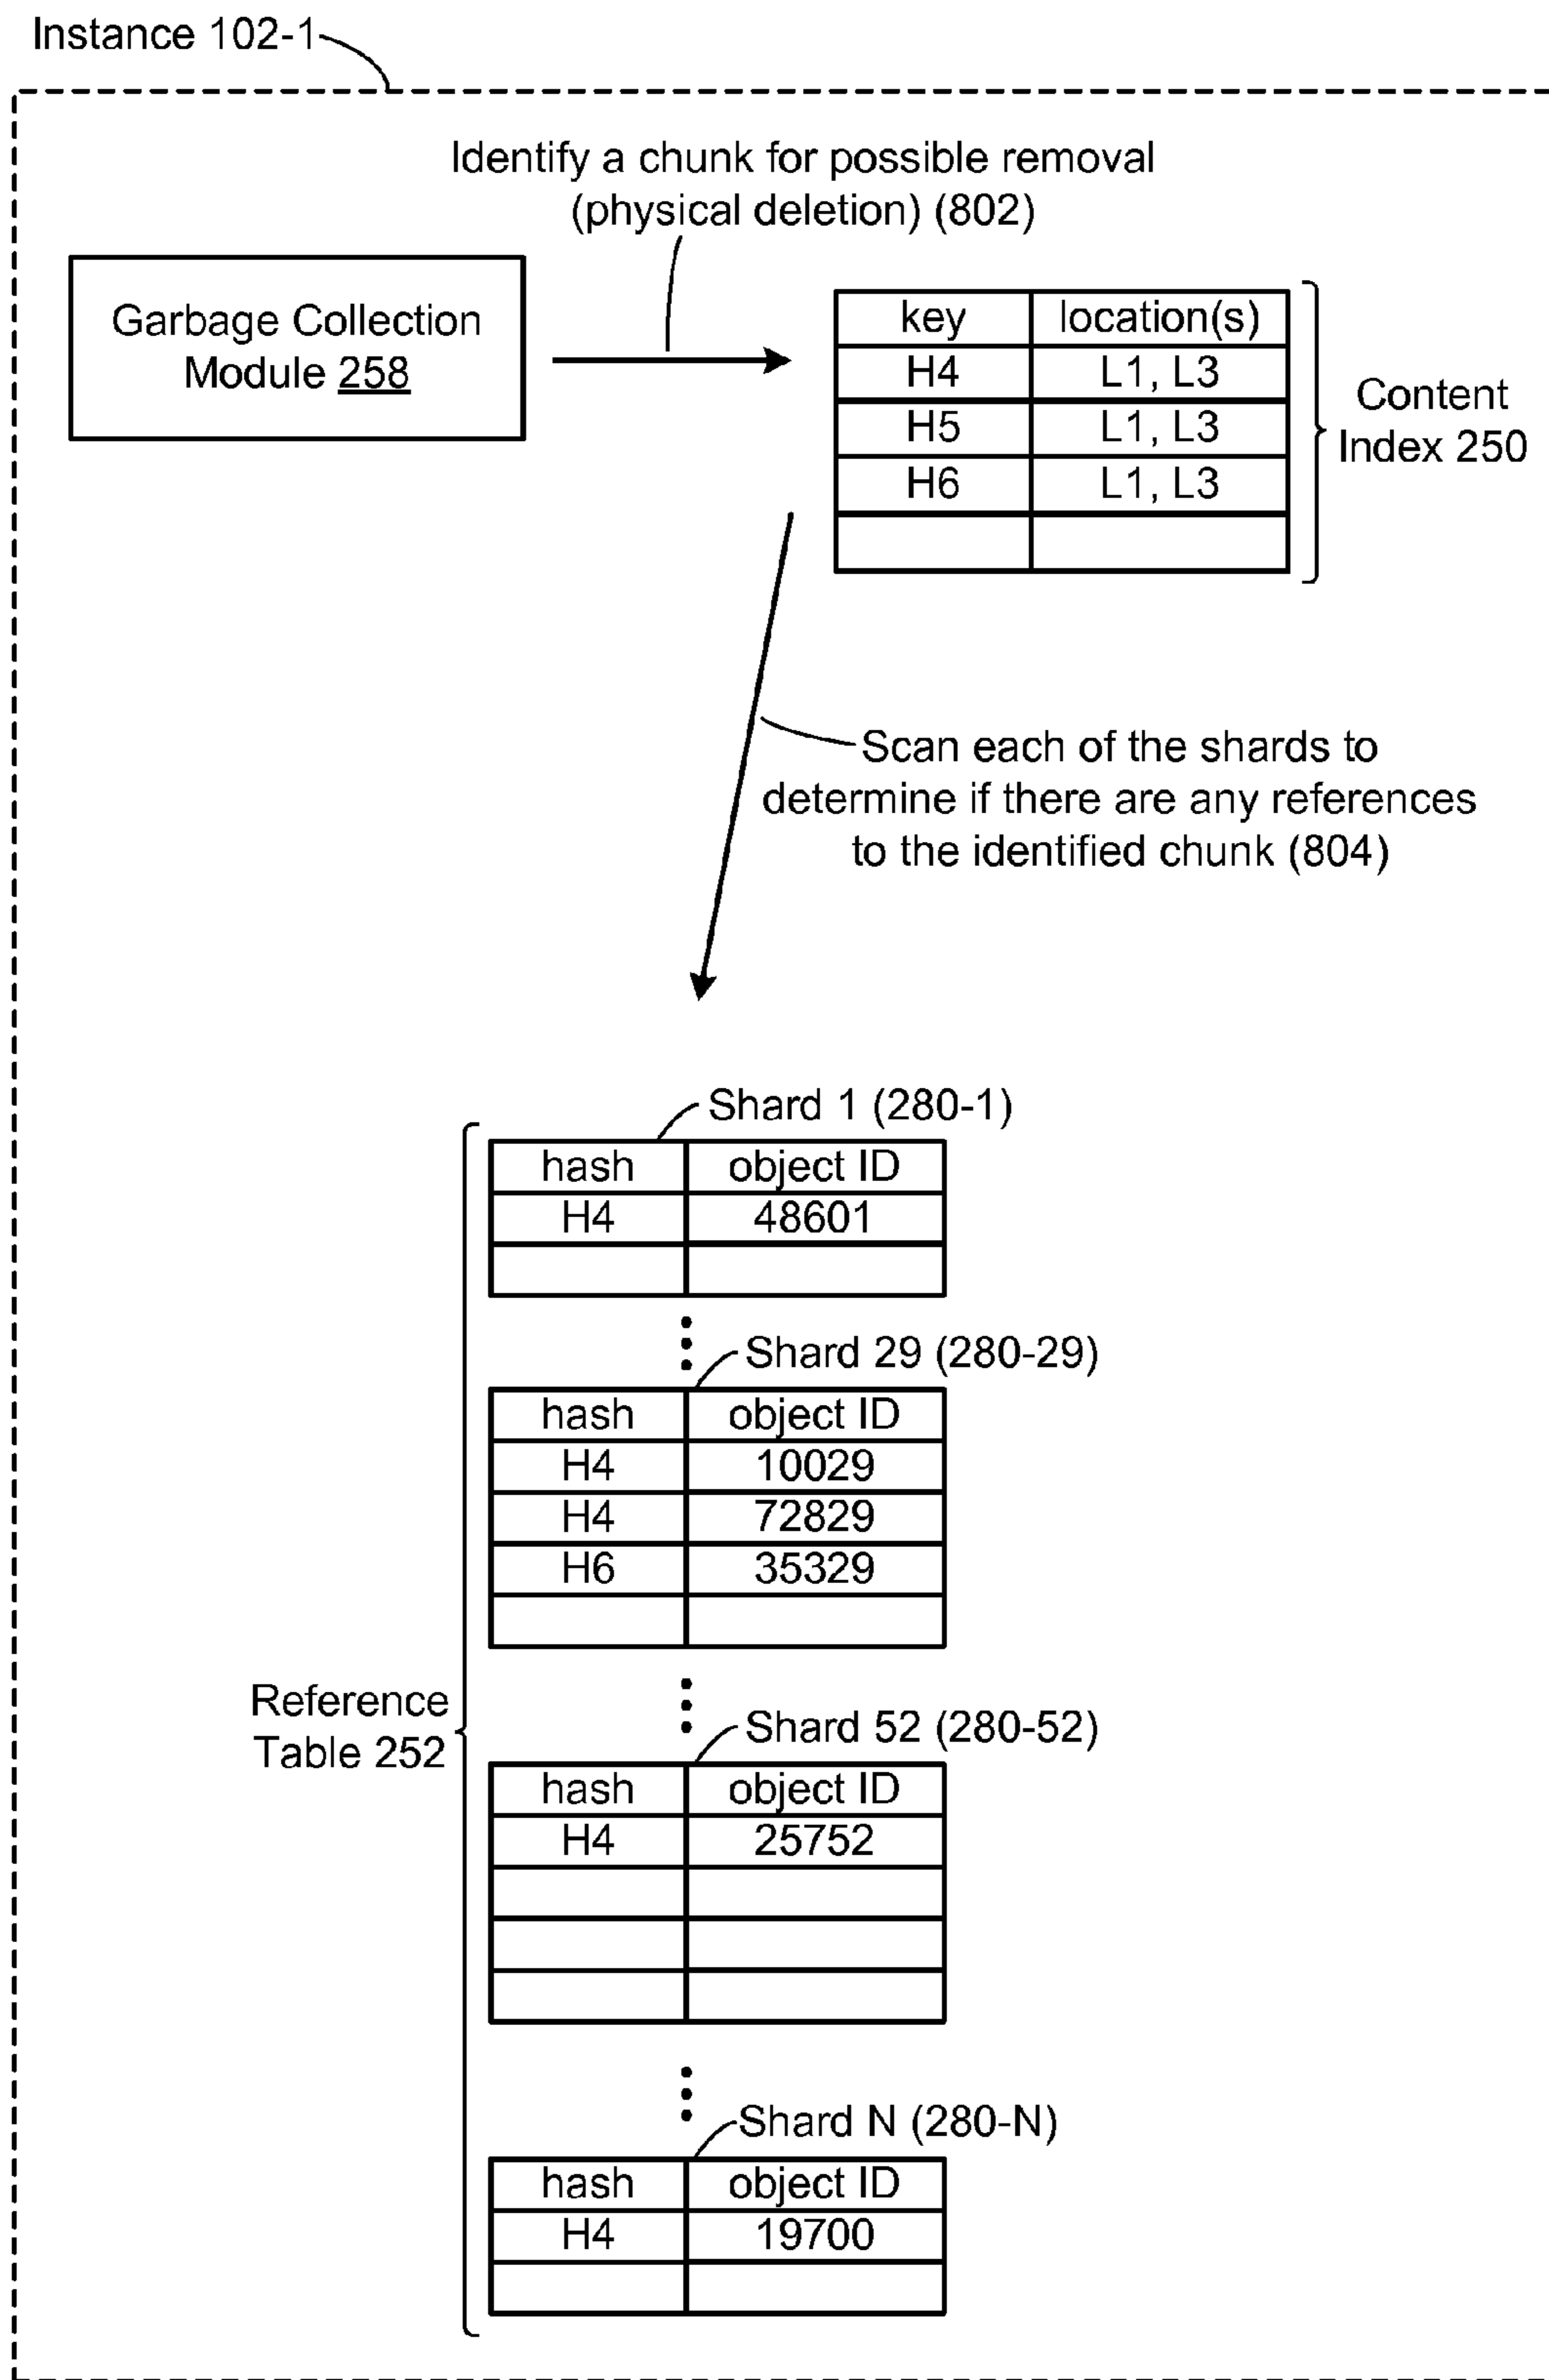 Instance 102-1
Identify a chunk for possible removal
(physical deletion) (802)
Garbage Collection
Module 258
key location(s)
H4 L1, L3
H5 L1, L3
H6 L1, L3
Content
Index 250
Scan each of the shards to
determine if there are any references
to the identified chunk (804)
Shard 1 (280-1)
hash object ID
H4 48601
Shard 29 (280-29)
hash object ID
H4 10029
H4 72829
H6 35329
Reference
Table 252
Shard 52 (280-52)
hash object ID
H4 25752
Shard N (280-N)
hash object ID
H4 19700